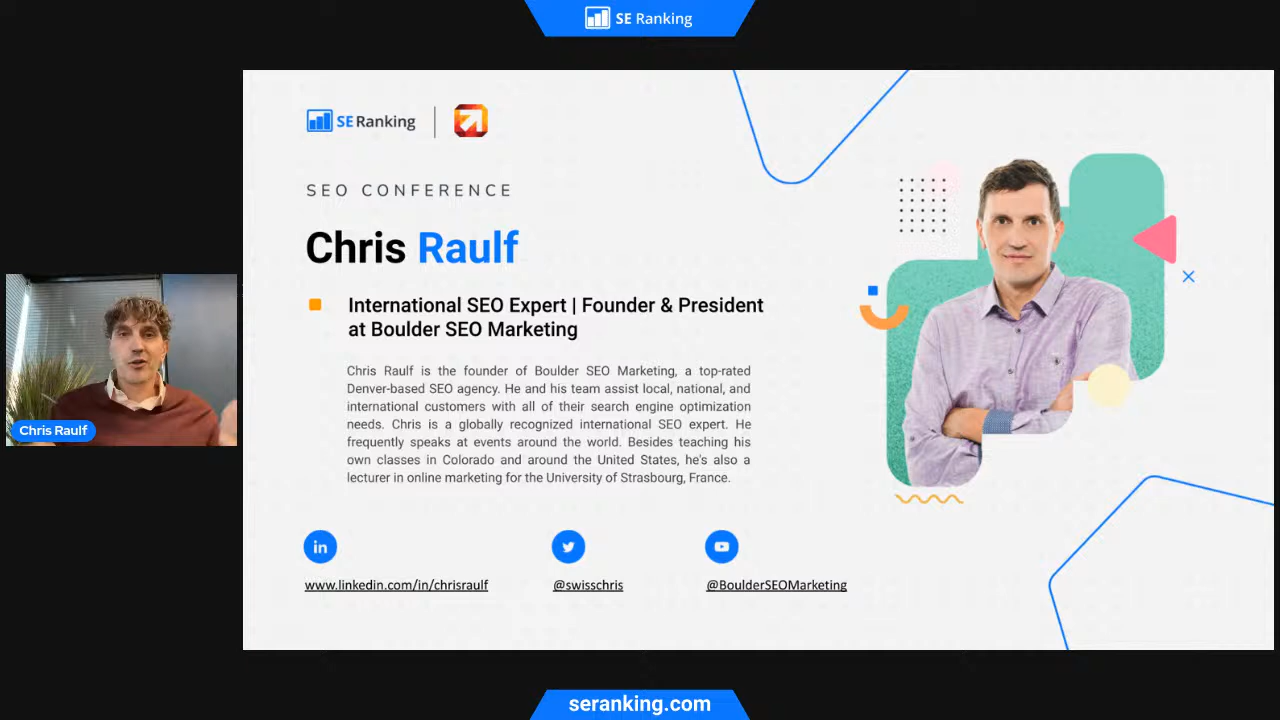 SE Ranking
SE Ranking
SEO CONFERENCE
Chris Raulf
International SEO Expert | Founder & President
at Boulder SEO Marketing
Chris Raulf is the founder of Boulder SEO Marketing, a top-rated
Denver-based SEO agency. He and his team assist local, national, and
international customers with all of their search engine optimization
needs. Chris is a globally recognized international SEO expert. He
frequently speaks at events around the world. Besides teaching his
own classes in Colorado and around the United States, he's also a
lecturer in online marketing for the University of Strasbourg, France.
in
www.linkedin.com/in/chrisraulf
@swisschris
@BoulderSEOMarketing
Chris Raulf
seranking.com